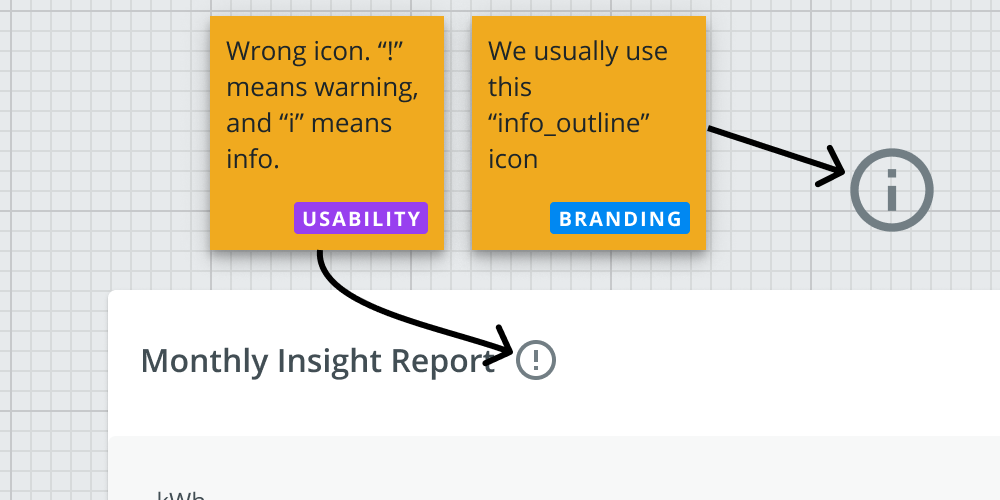 Wrong icon. “!”
means warning,
and “i” means
info.
USABILITY
We usually use
this
“info_outline”
icon
BRANDING
i
Monthly Insight Report
!
kWh